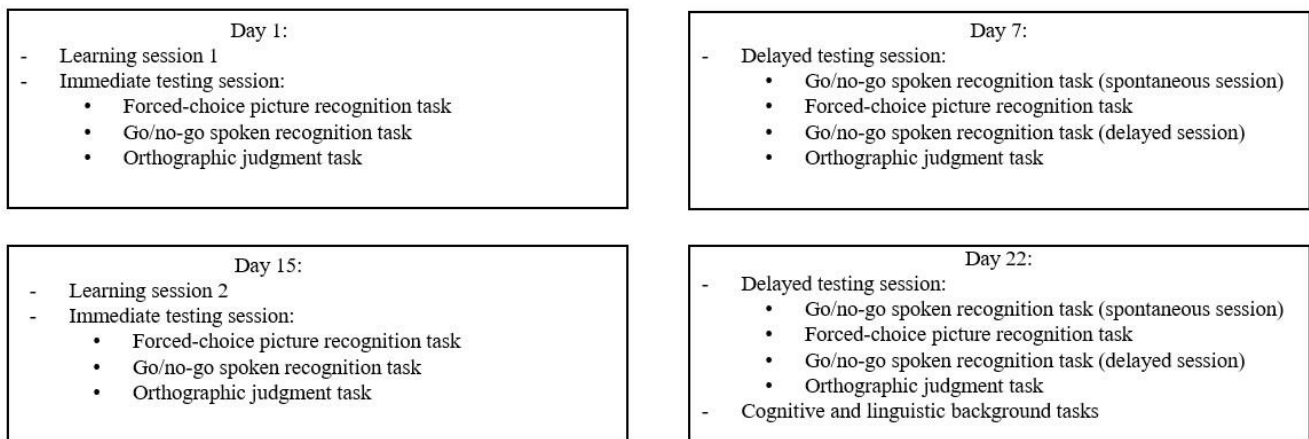 Day 1:
- Learning session 1
- Immediate testing session:
• Forced-choice picture recognition task
• Go/no-go spoken recognition task
• Orthographic judgment task
Day 7:
- Delayed testing session:
• Go/no-go spoken recognition task (spontaneous session)
• Forced-choice picture recognition task
• Go/no-go spoken recognition task (delayed session)
• Orthographic judgment task
Day 15:
- Learning session 2
- Immediate testing session:
• Forced-choice picture recognition task
• Go/no-go spoken recognition task
• Orthographic judgment task
Day 22:
- Delayed testing session:
• Go/no-go spoken recognition task (spontaneous session)
• Forced-choice picture recognition task
• Go/no-go spoken recognition task (delayed session)
• Orthographic judgment task
- Cognitive and linguistic background tasks